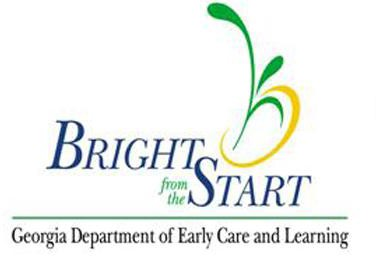 BRIGHT
from
the START
Georgia Department of Early Care and Learning